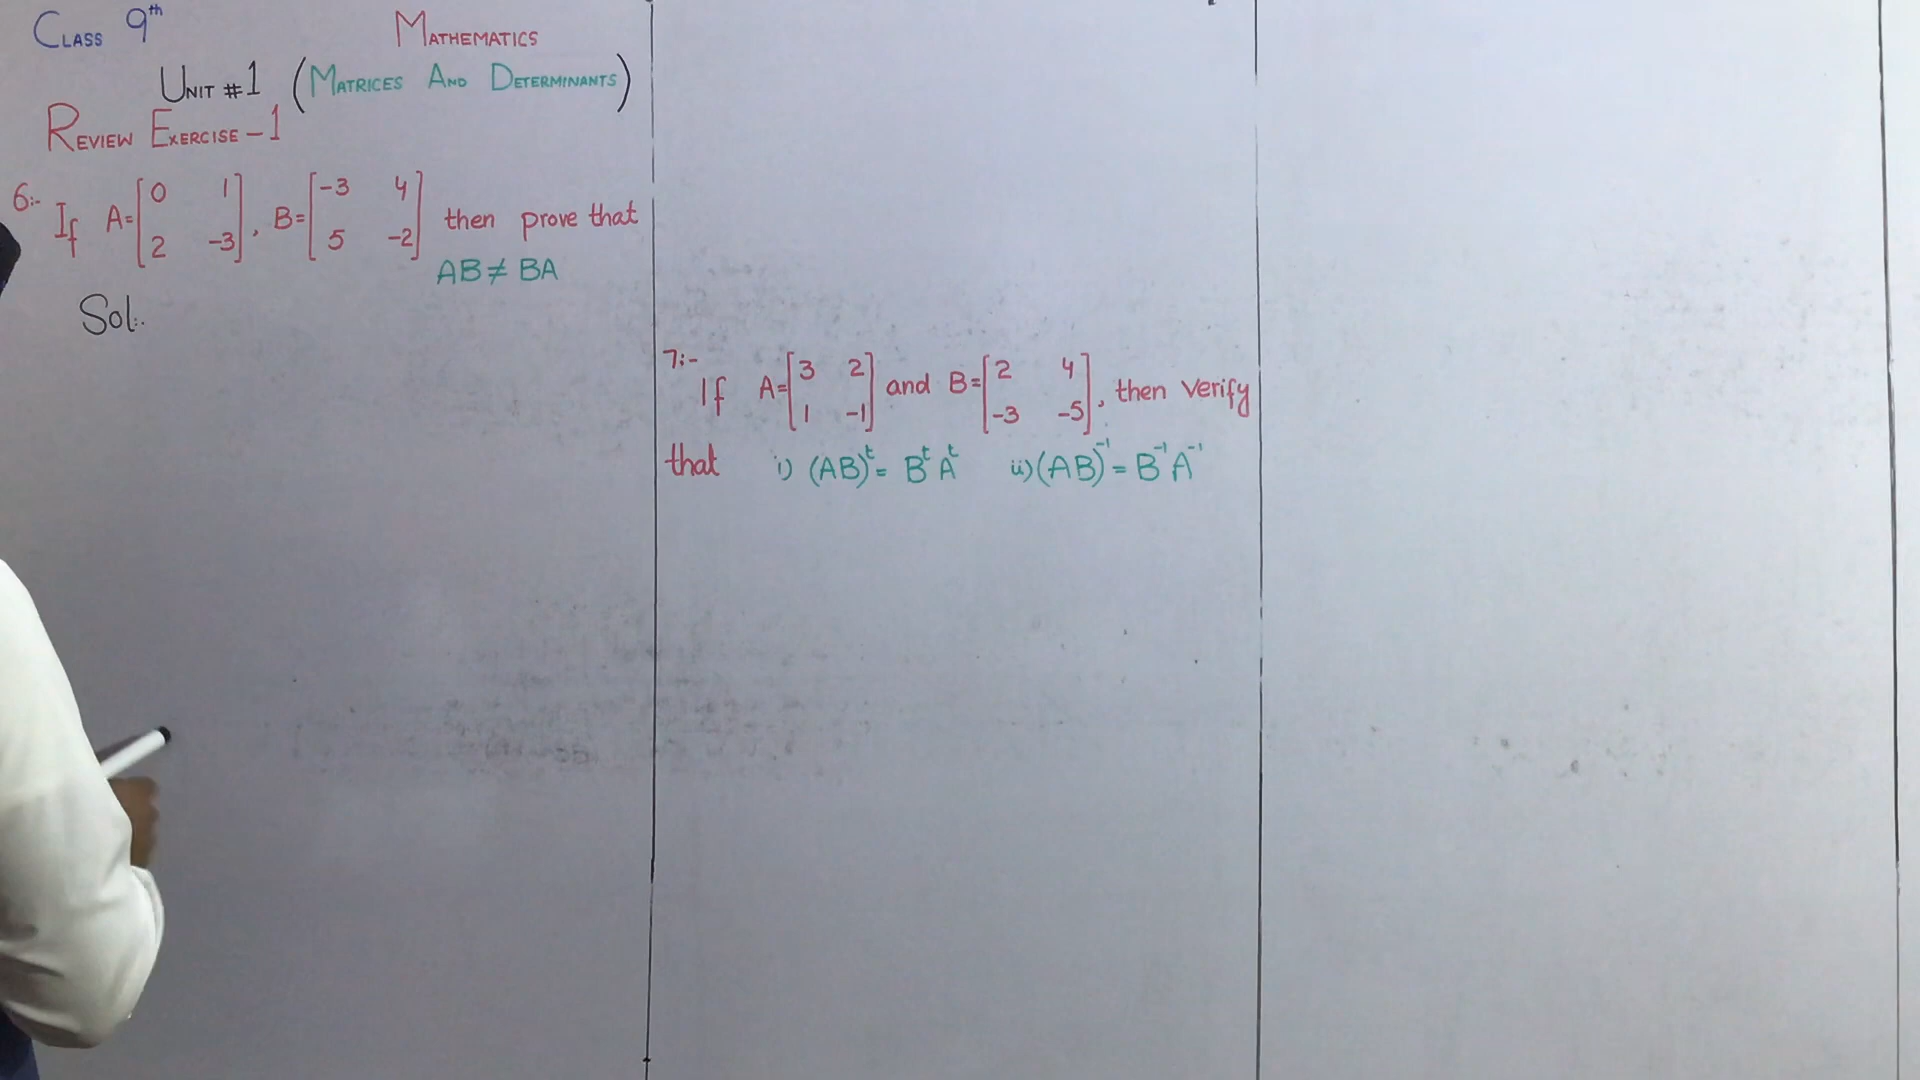 CLASS 9th MATHEMATICS
UNIT #1 (MATRICES AND DETERMINANTS)
REVIEW EXERCISE-1
6:- If A=[0 1; 2 -3], B=[-3 4; 5 -2] then prove that
AB≠BA
Sol:.
7:- If A=[3 2; 1 -1] and B=[2 4; -3 -5], then verify
that i) (AB)^t = B^t A^t ii) (AB)^-1 = B^-1 A^-1